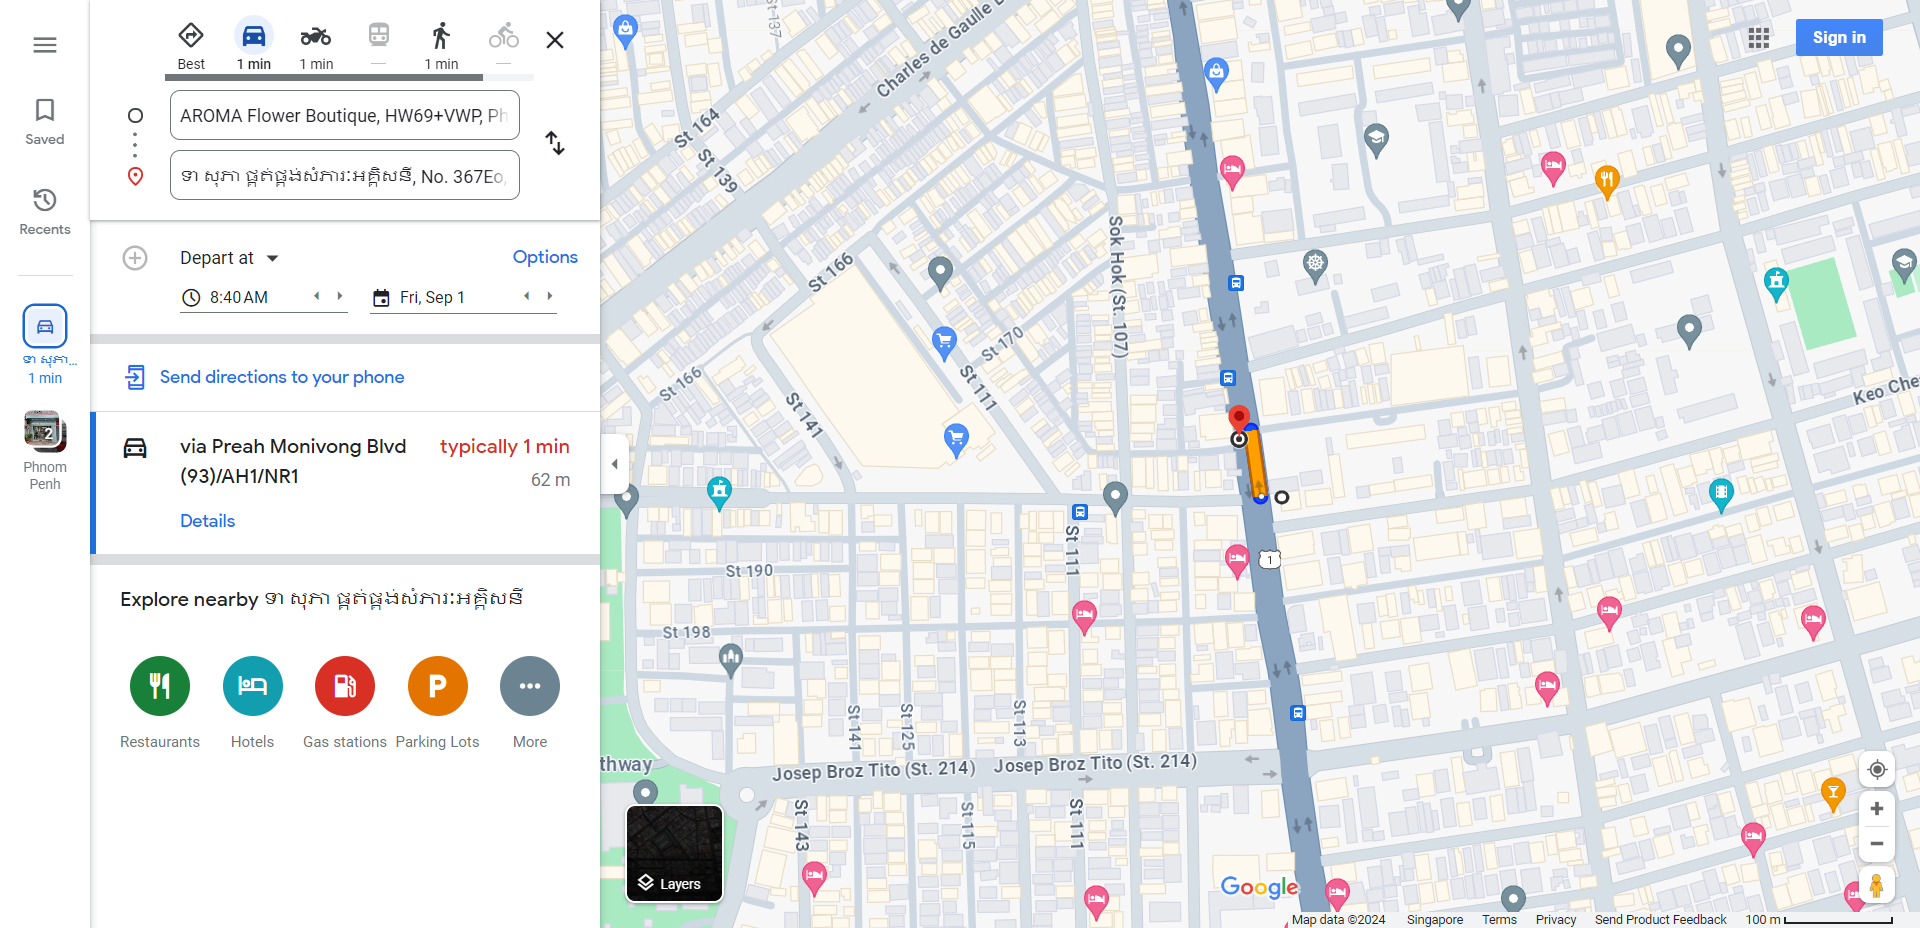 Best
1 min
1 min
1 min
AROMA Flower Boutique, HW69+VWP, Ph
ទា សុភា ផ្គត់ផ្គង់សំភារៈអគ្គិសនី, No. 367Eo,
Saved
Recents
ទា សុភា...
1 min
2
Phnom
Penh
Depart at
Options
8:40 AM
Fri, Sep 1
Send directions to your phone
via Preah Monivong Blvd
(93)/AH1/NR1
typically 1 min
62 m
Details
Explore nearby ទា សុភា ផ្គត់ផ្គង់សំភារៈអគ្គិសនី
Restaurants
Hotels
Gas stations
Parking Lots
More
Sign in
St 137
Charles de Gaulle B
St 164
St 139
St 166
Sok Hok (St. 107)
St 170
St 166
St 111
St 141
Keo Che
St 111
1
St 190
St 198
St 141
St 125
St 113
thway
Josep Broz Tito (St. 214)
Josep Broz Tito (St. 214)
St 143
St 115
St 111
Layers
Google
Map data ©2024
Singapore
Terms
Privacy
Send Product Feedback
100 m